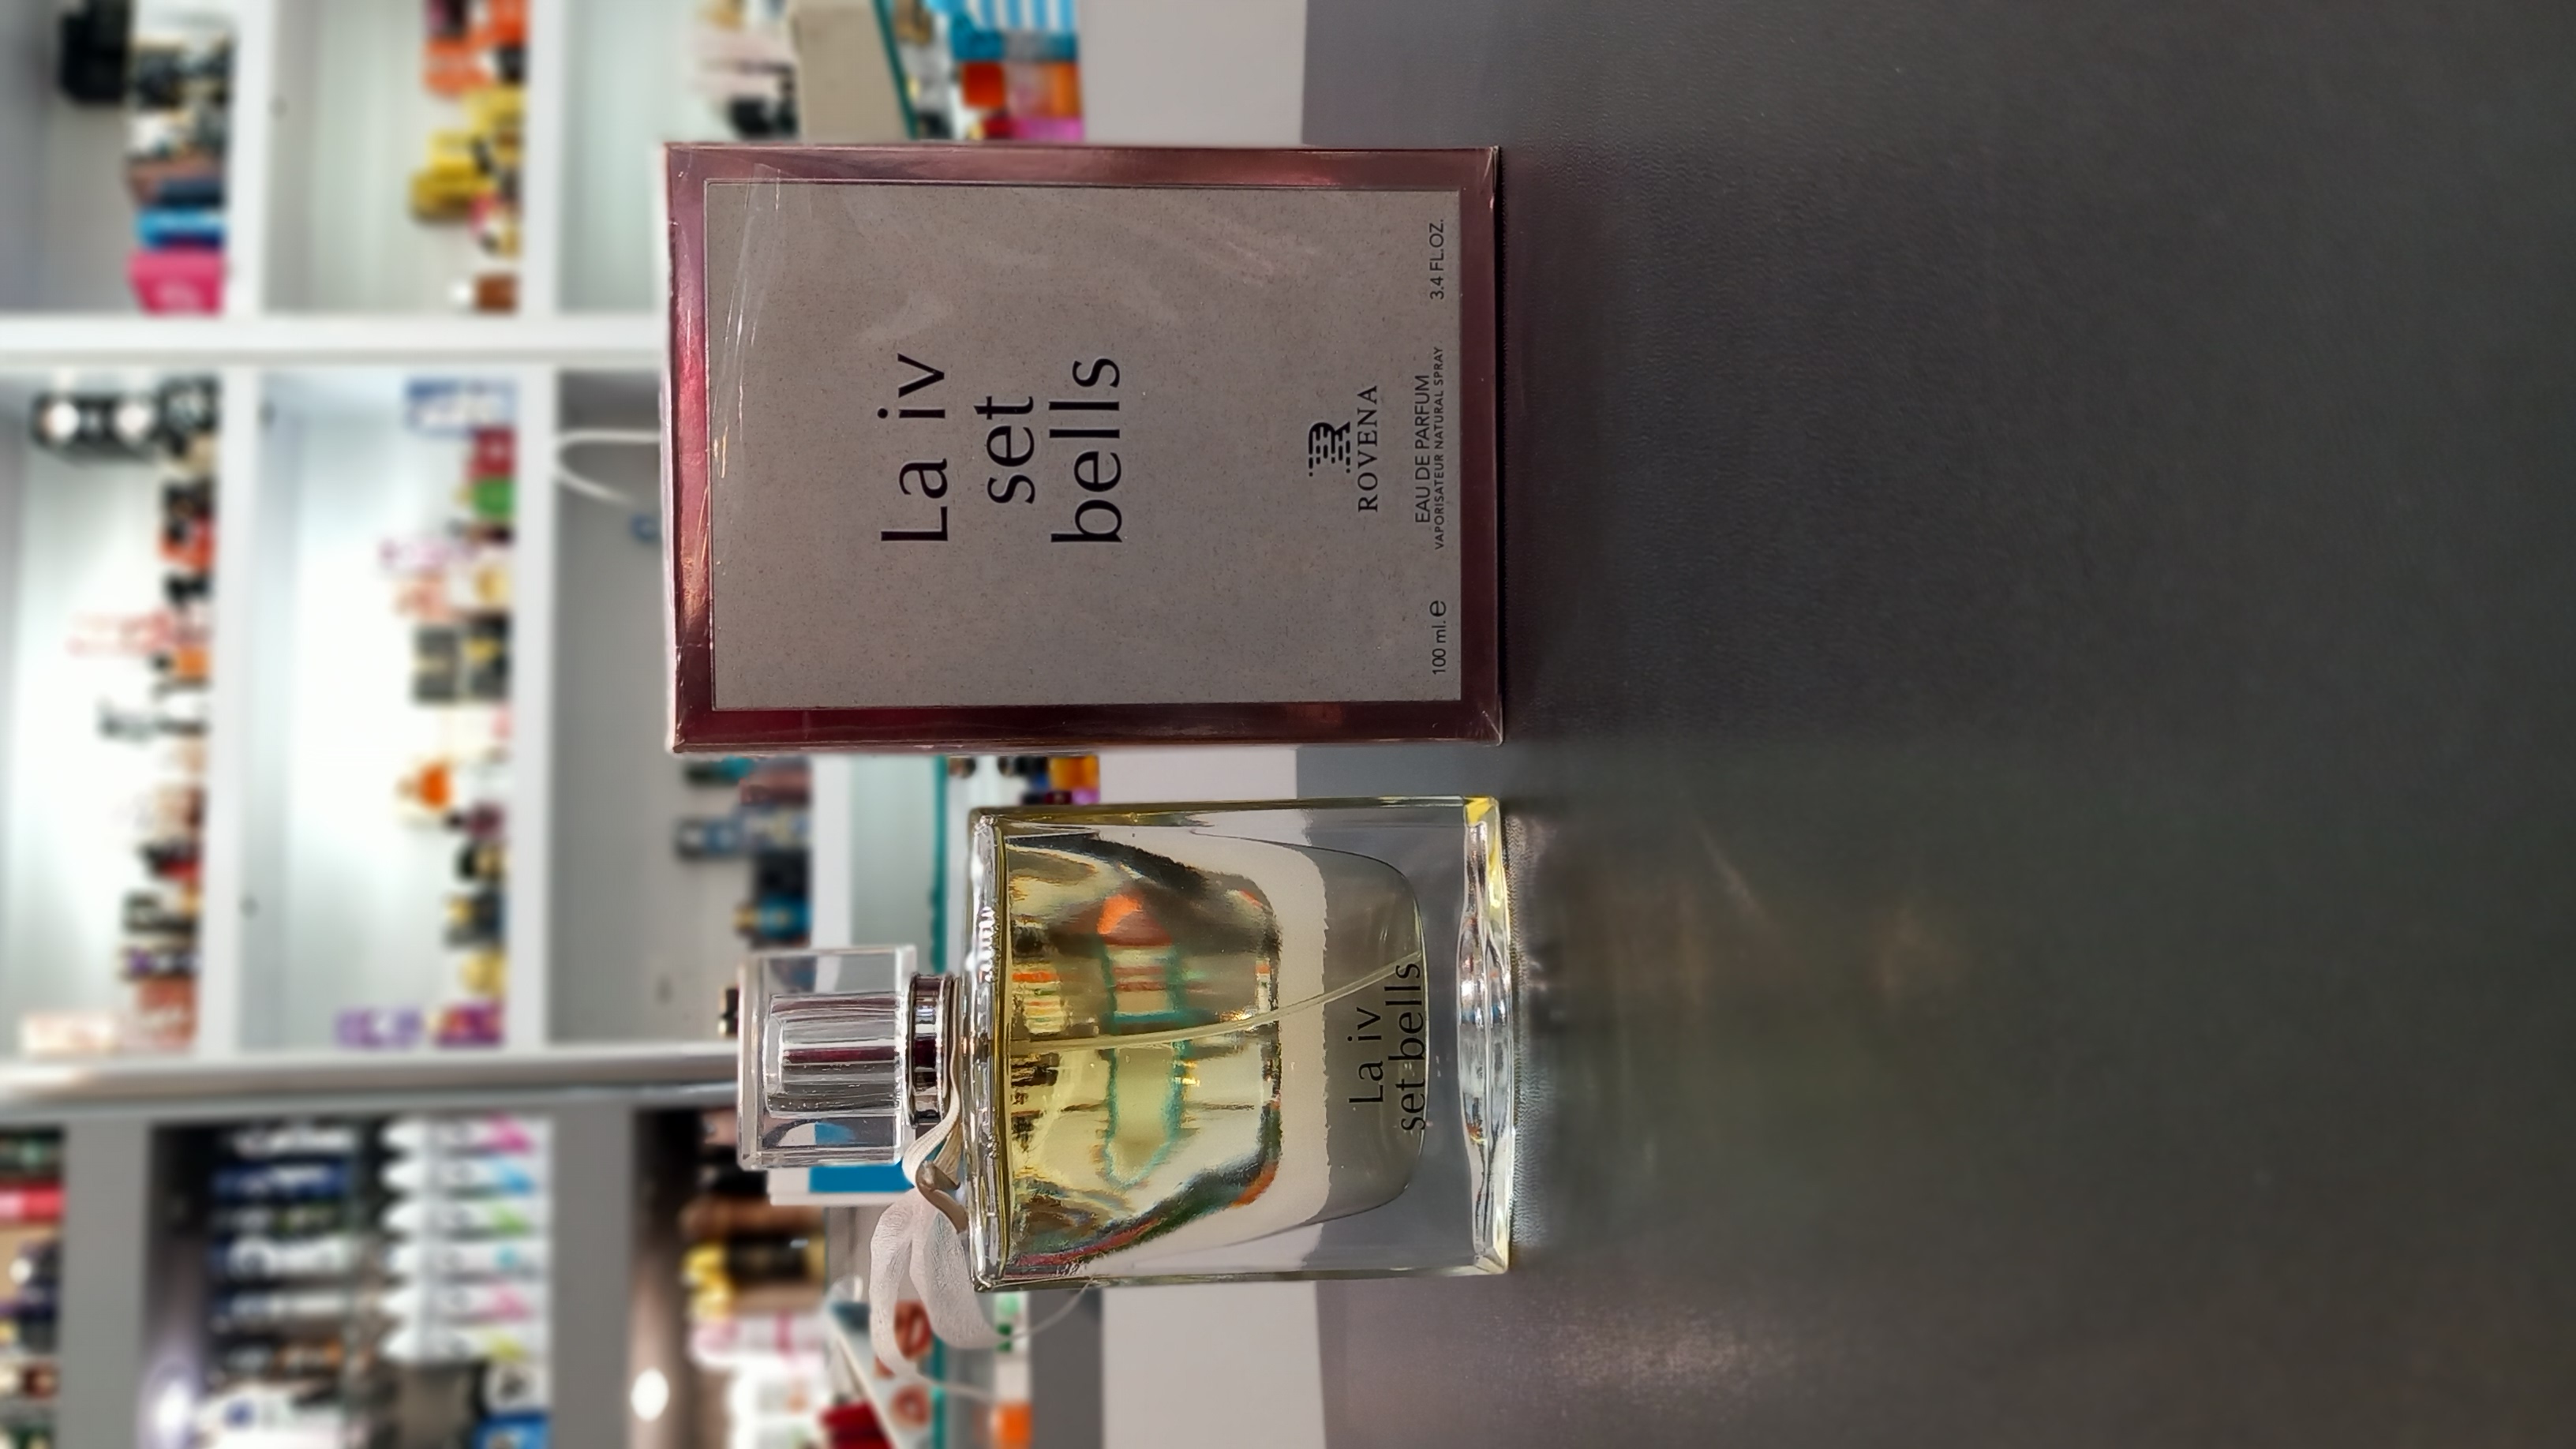 La iv
set
bells
ROVENA
EAU DE PARFUM
100 ml. e VAPORISATEUR NATURAL SPRAY 3.4 FL.OZ.
La iv
set bells